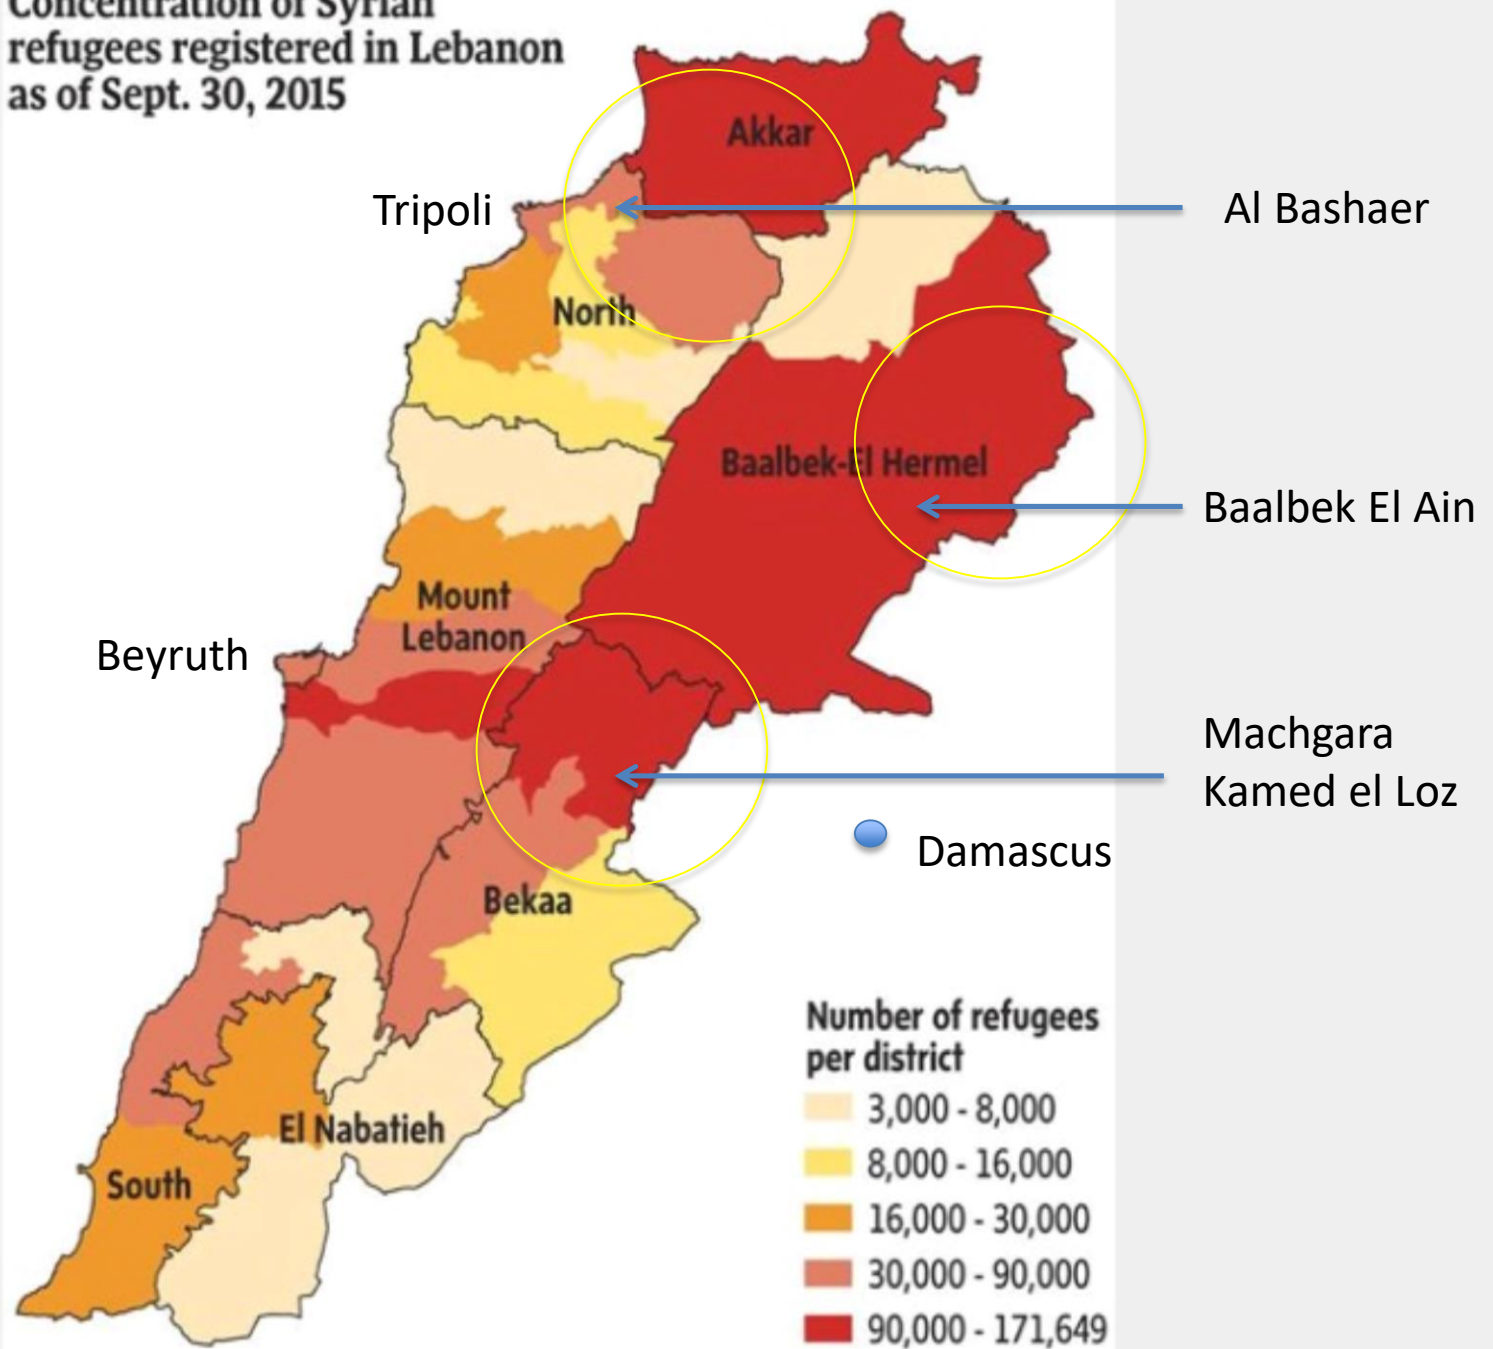 Concentration of Syrian
refugees registered in Lebanon
as of Sept. 30, 2015
Akkar
Tripoli
Al Bashaer
North
Baalbek-El Hermel
Baalbek El Ain
Mount
Lebanon
Beyruth
Machgara
Kamed el Loz
Damascus
Bekaa
Number of refugees
per district
3,000 - 8,000
El Nabatieh
8,000 - 16,000
South
16,000 - 30,000
30,000 - 90,000
90,000 - 171,649